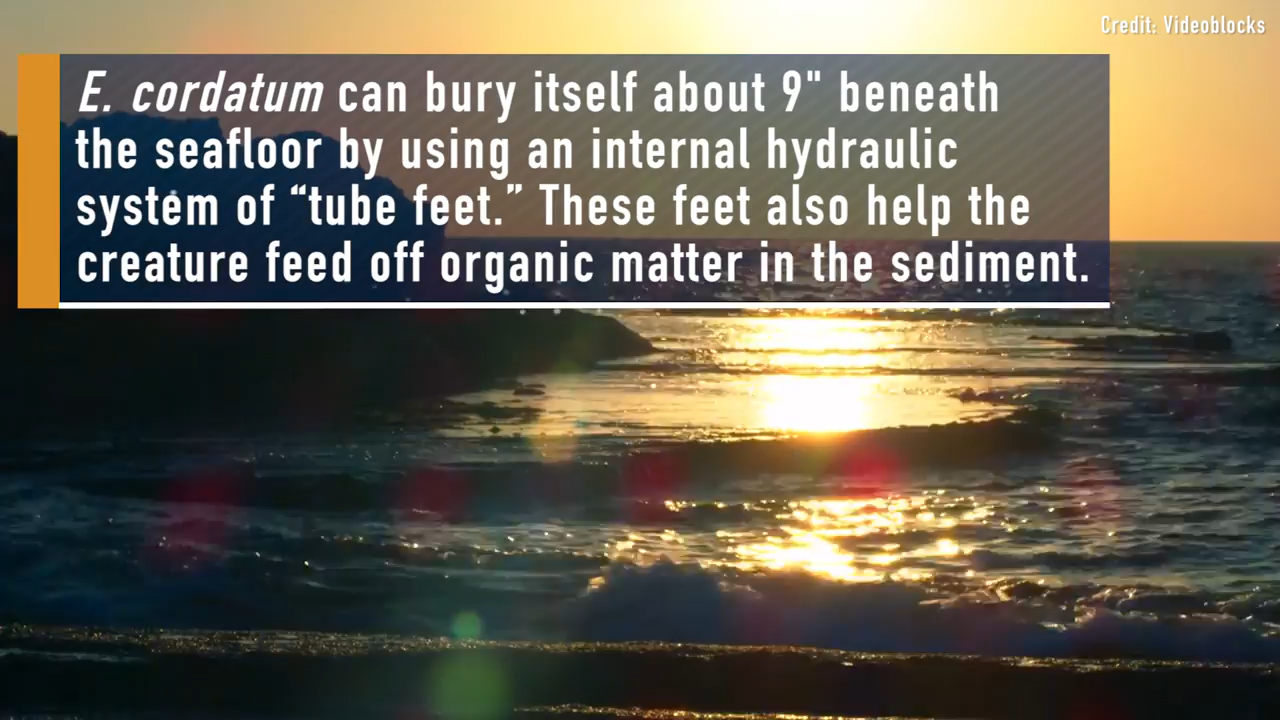 Credit: Videoblocks
E. cordatum can bury itself about 9" beneath
the seafloor by using an internal hydraulic
system of “tube feet.” These feet also help the
creature feed off organic matter in the sediment.